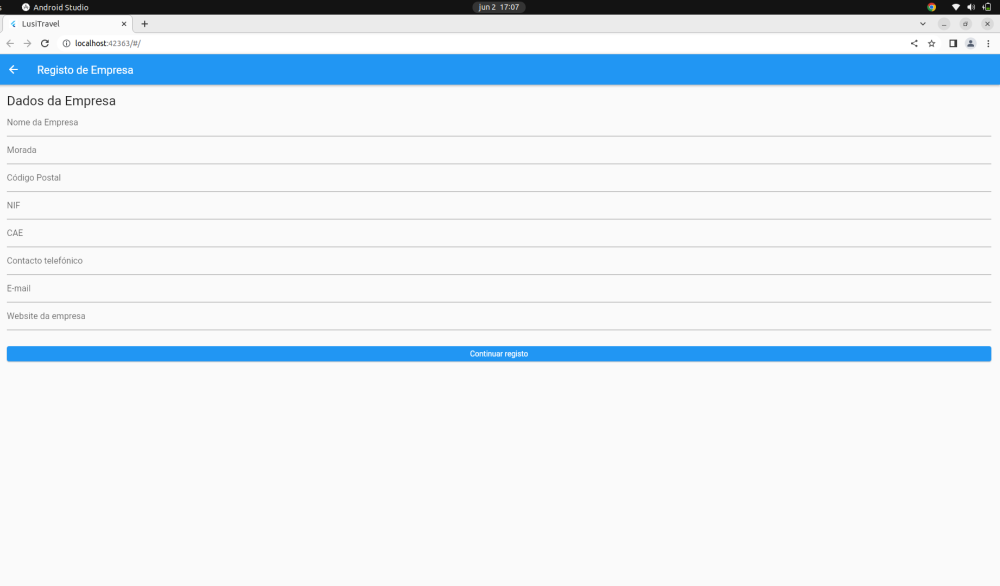 s Android Studio jun 2 17:07
LusiTravel
localhost:42363/#/
Registo de Empresa
Dados da Empresa
Nome da Empresa
Morada
Código Postal
NIF
CAE
Contacto telefónico
E-mail
Website da empresa
Continuar registo